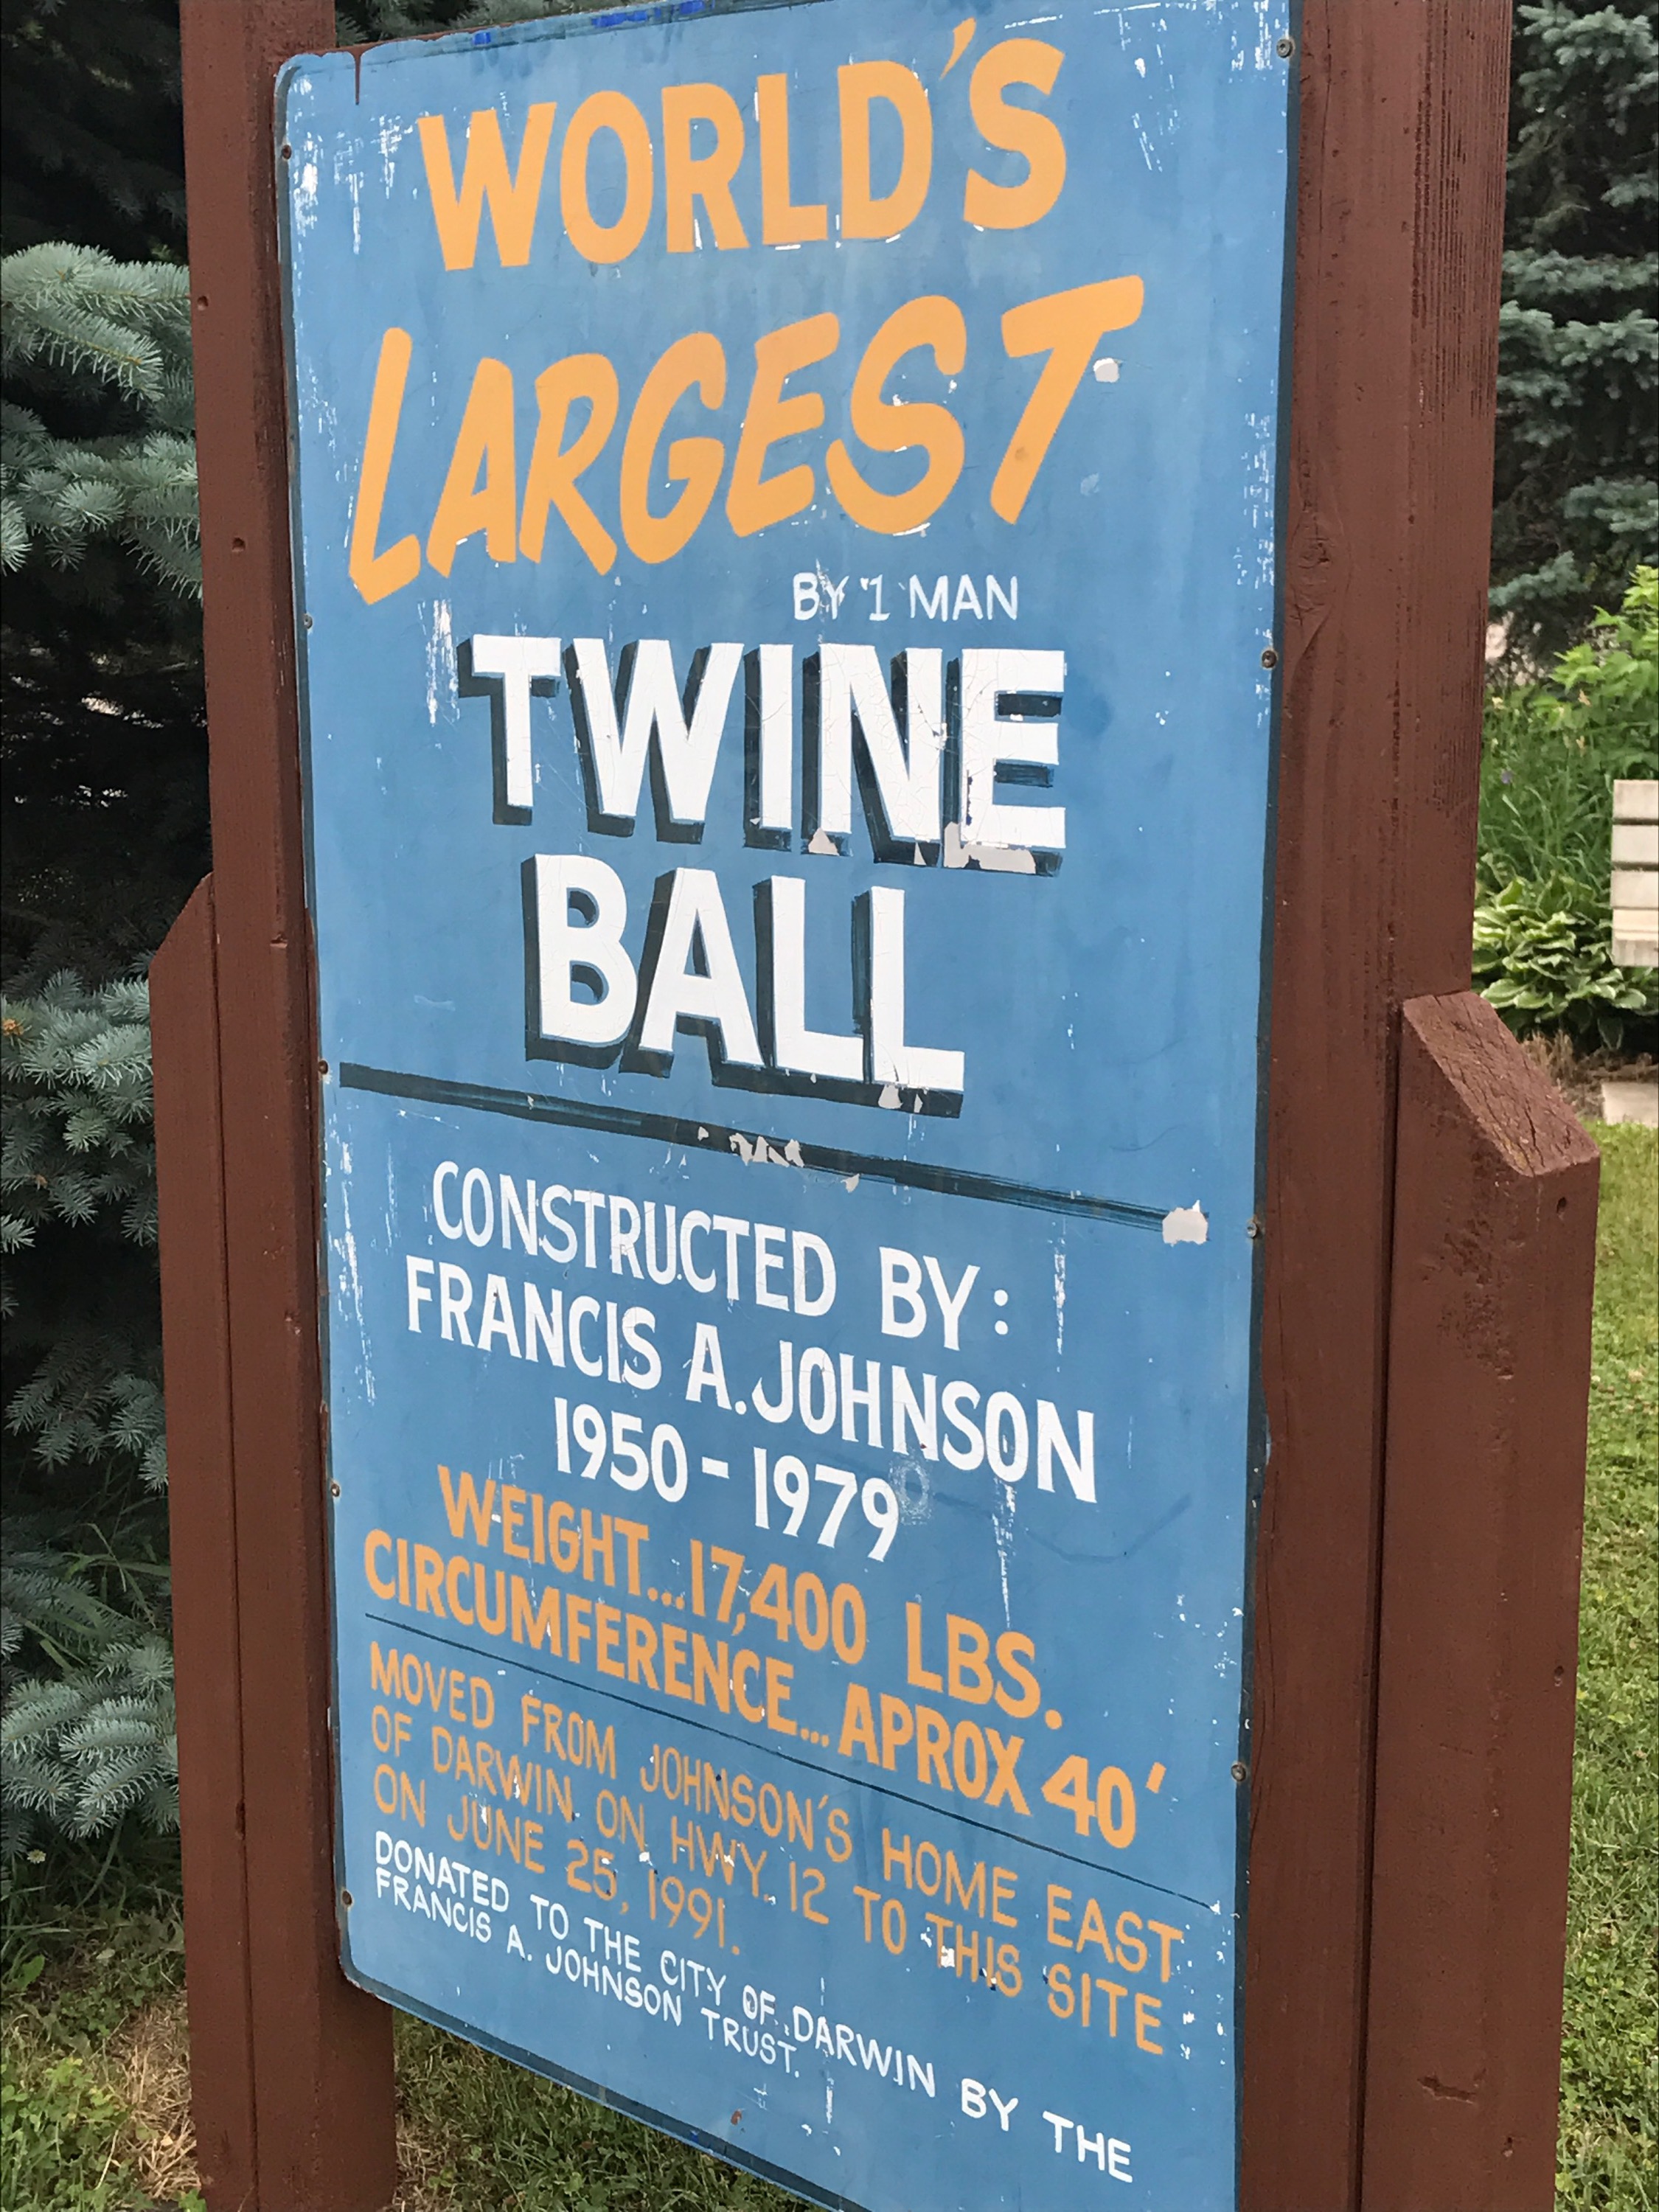 WORLD'S
LARGEST
BY 1 MAN
TWINE
BALL
CONSTRUCTED BY:
FRANCIS A. JOHNSON
1950 - 1979
WEIGHT...17,400 LBS.
CIRCUMFERENCE...APROX 40'
MOVED FROM JOHNSON'S HOME EAST
OF DARWIN ON HWY. 12 TO THIS SITE
ON JUNE 25, 1991.
DONATED TO THE CITY OF DARWIN BY THE
FRANCIS A. JOHNSON TRUST.